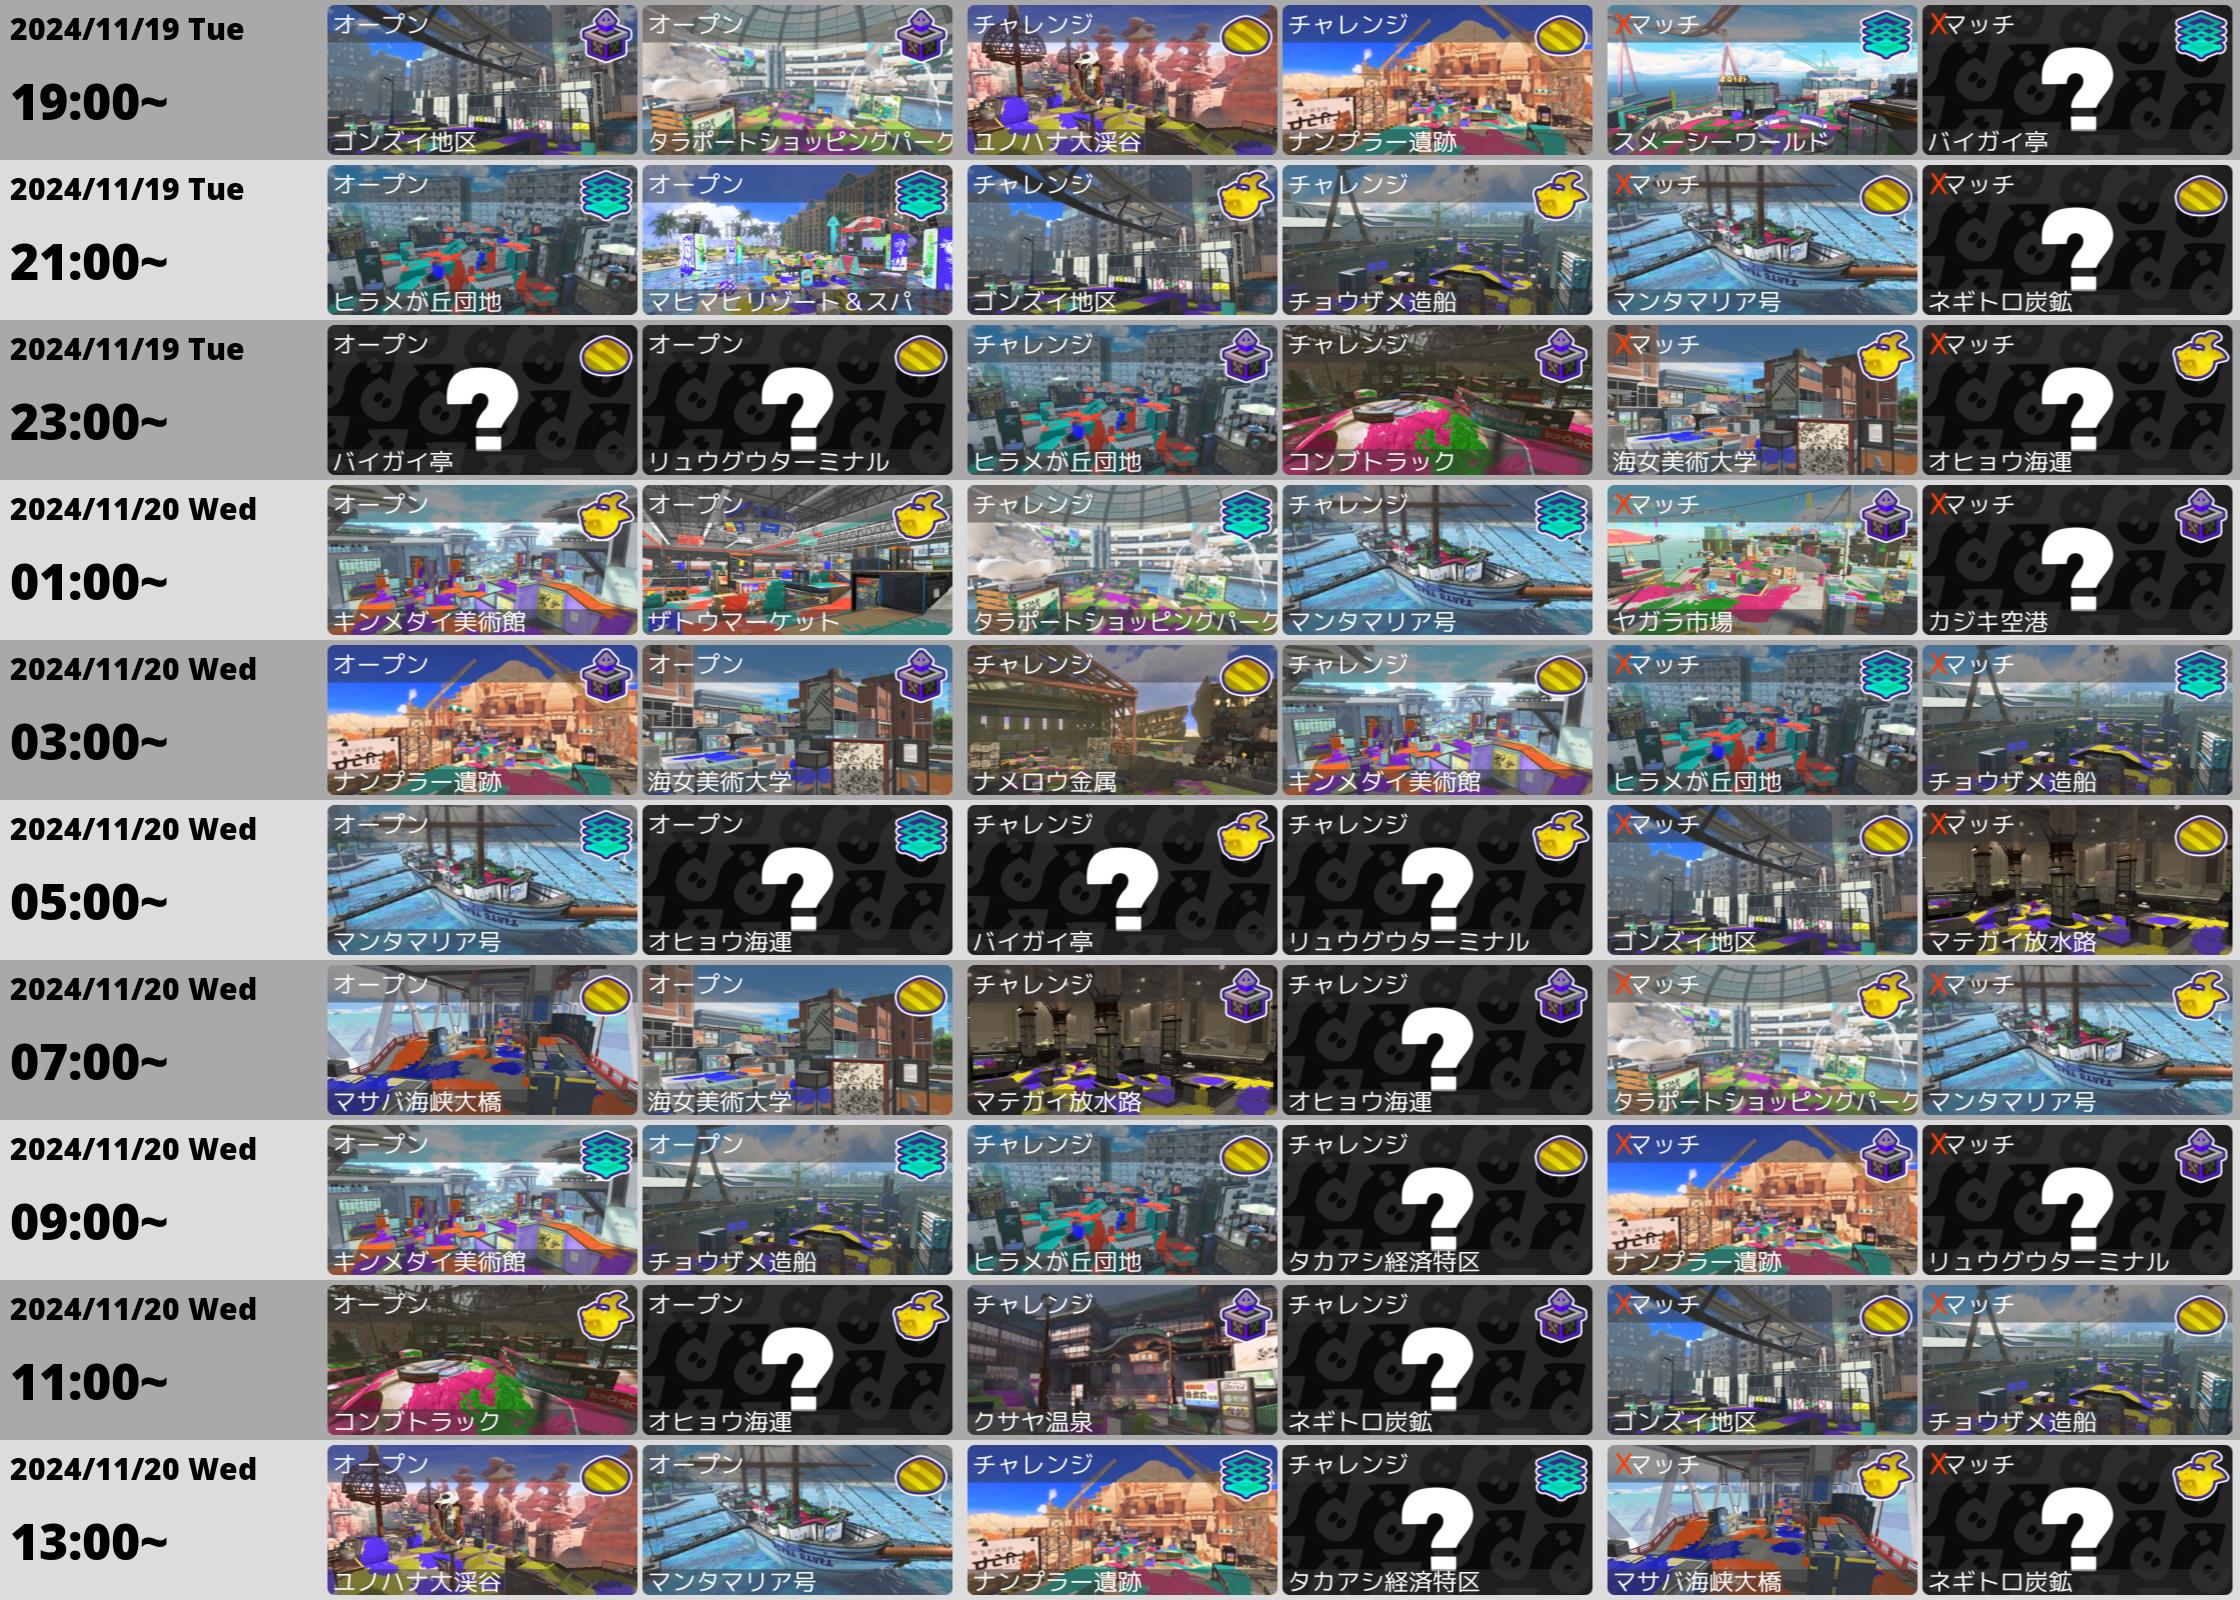 2024/11/19 Tue
19:00~
オープン
ゴンズイ地区
オープン
タラポートショッピングパーク
チャレンジ
ユノハナ大渓谷
チャレンジ
ナンプラー遺跡
Xマッチ
スメーシーワールド
Xマッチ
バイガイ亭
2024/11/19 Tue
21:00~
オープン
ヒラメが丘団地
オープン
マヒマヒリゾート＆スパ
チャレンジ
ゴンズイ地区
チャレンジ
チョウザメ造船
Xマッチ
マンタマリア号
Xマッチ
ネギトロ炭鉱
2024/11/19 Tue
23:00~
オープン
バイガイ亭
オープン
リュウグウターミナル
チャレンジ
ヒラメが丘団地
チャレンジ
コンブトラック
Xマッチ
海女美術大学
Xマッチ
オヒョウ海運
2024/11/20 Wed
01:00~
オープン
キンメダイ美術館
オープン
ザトウマーケット
チャレンジ
タラポートショッピングパーク
チャレンジ
マンタマリア号
Xマッチ
ヤガラ市場
Xマッチ
カジキ空港
2024/11/20 Wed
03:00~
オープン
ナンプラー遺跡
オープン
海女美術大学
チャレンジ
ナメロウ金属
チャレンジ
キンメダイ美術館
Xマッチ
ヒラメが丘団地
Xマッチ
チョウザメ造船
2024/11/20 Wed
05:00~
オープン
マンタマリア号
オープン
オヒョウ海運
チャレンジ
バイガイ亭
チャレンジ
リュウグウターミナル
Xマッチ
ゴンズイ地区
Xマッチ
マテガイ放水路
2024/11/20 Wed
07:00~
オープン
マサバ海峡大橋
オープン
海女美術大学
チャレンジ
マテガイ放水路
チャレンジ
オヒョウ海運
Xマッチ
タラポートショッピングパーク
Xマッチ
マンタマリア号
2024/11/20 Wed
09:00~
オープン
キンメダイ美術館
オープン
チョウザメ造船
チャレンジ
ヒラメが丘団地
チャレンジ
タカアシ経済特区
Xマッチ
ナンプラー遺跡
Xマッチ
リュウグウターミナル
2024/11/20 Wed
11:00~
オープン
コンブトラック
オープン
オヒョウ海運
チャレンジ
クサヤ温泉
チャレンジ
ネギトロ炭鉱
Xマッチ
ゴンズイ地区
Xマッチ
チョウザメ造船
2024/11/20 Wed
13:00~
オープン
ユノハナ大渓谷
オープン
マンタマリア号
チャレンジ
ナンプラー遺跡
チャレンジ
タカアシ経済特区
Xマッチ
マサバ海峡大橋
Xマッチ
ネギトロ炭鉱